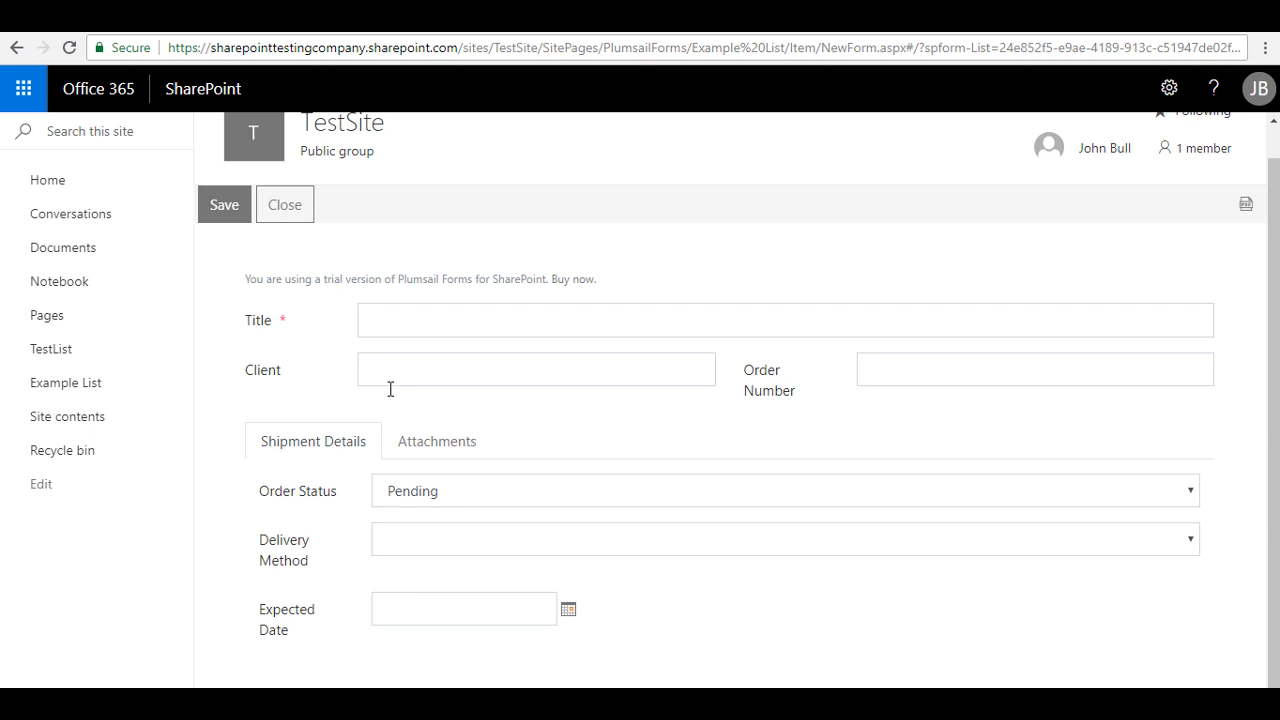 Secure
https://sharepointtestingcompany.sharepoint.com/sites/TestSite/SitePages/PlumsailForms/Example%20List/Item/NewForm.aspx#/?spform-List=24e852f5-e9ae-4189-913c-c51947de02f...
Office 365
SharePoint
?
JB
Search this site
T
TestSite
Public group
Following
John Bull
1 member
Home
Conversations
Documents
Notebook
Pages
TestList
Example List
Site contents
Recycle bin
Edit
Save
Close
PDF
You are using a trial version of Plumsail Forms for SharePoint. Buy now.
Title *
Client
Order
Number
Shipment Details
Attachments
Order Status
Pending
Delivery
Method
Expected
Date